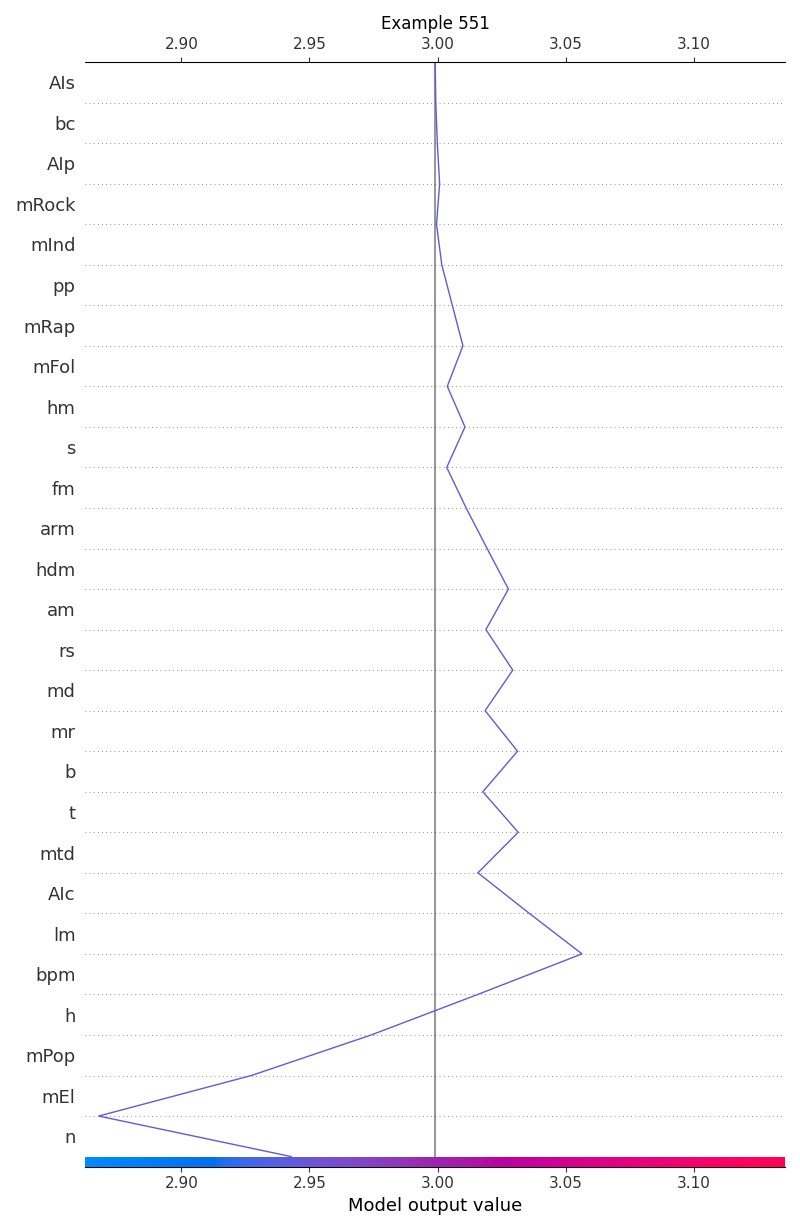 Example 551
2.90 2.95 3.00 3.05 3.10
AIs
bc
AIp
mRock
mInd
pp
mRap
mFol
hm
s
fm
arm
hdm
am
rs
md
mr
b
t
mtd
AIc
lm
bpm
h
mPop
mEl
n
2.90 2.95 3.00 3.05 3.10
Model output value